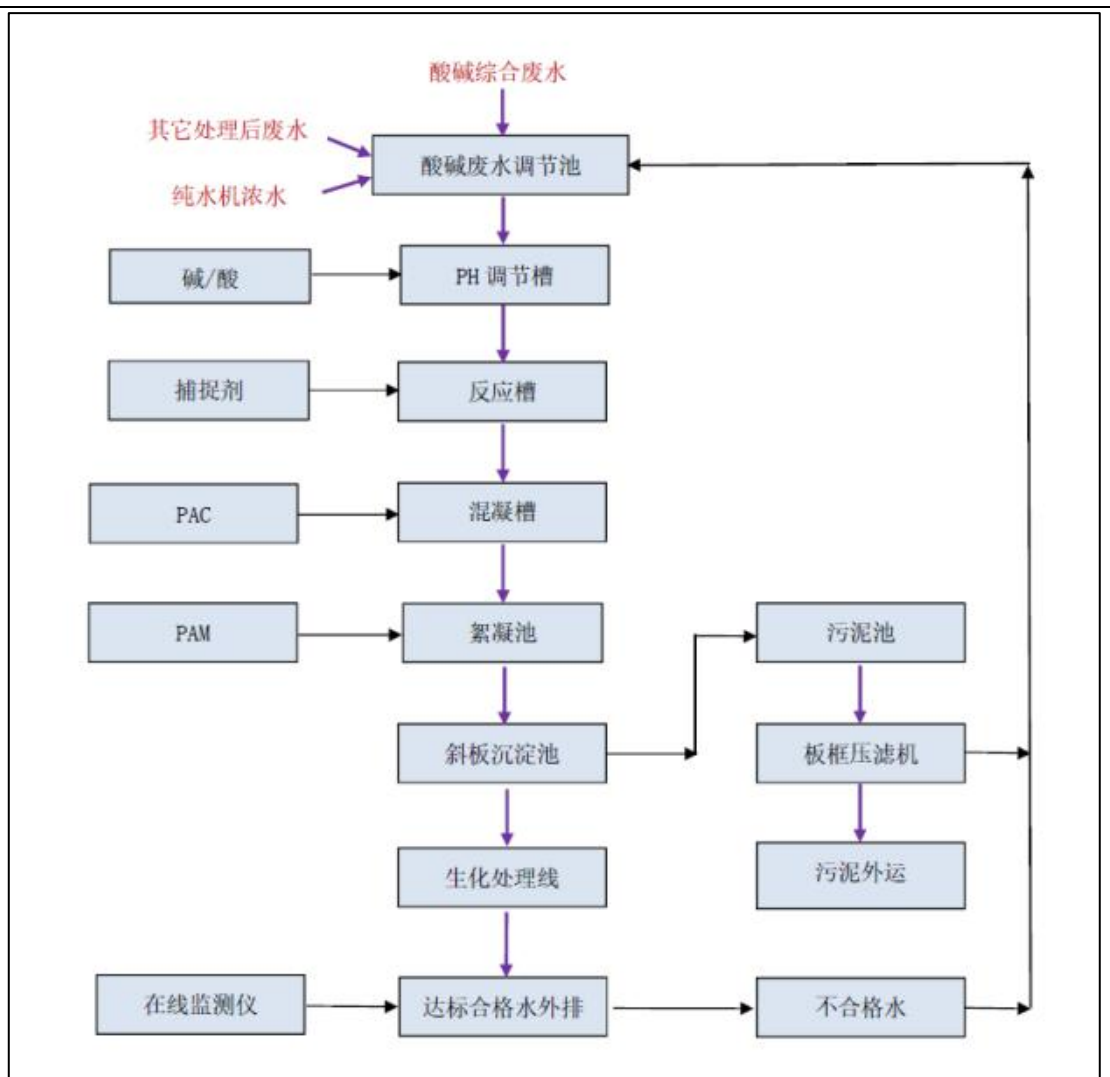 酸碱综合废水
其它处理后废水
酸碱废水调节池
纯水机浓水
碱/酸
PH 调节槽
捕捉剂
反应槽
PAC
混凝槽
PAM
絮凝池
污泥池
斜板沉淀池
板框压滤机
生化处理线
污泥外运
在线监测仪
达标合格水外排
不合格水